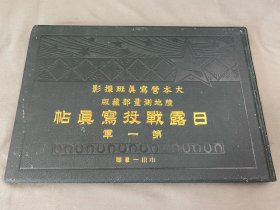 影撮班眞寫營本大
版藏部量測地陸
帖眞寫役戰露日
軍一第